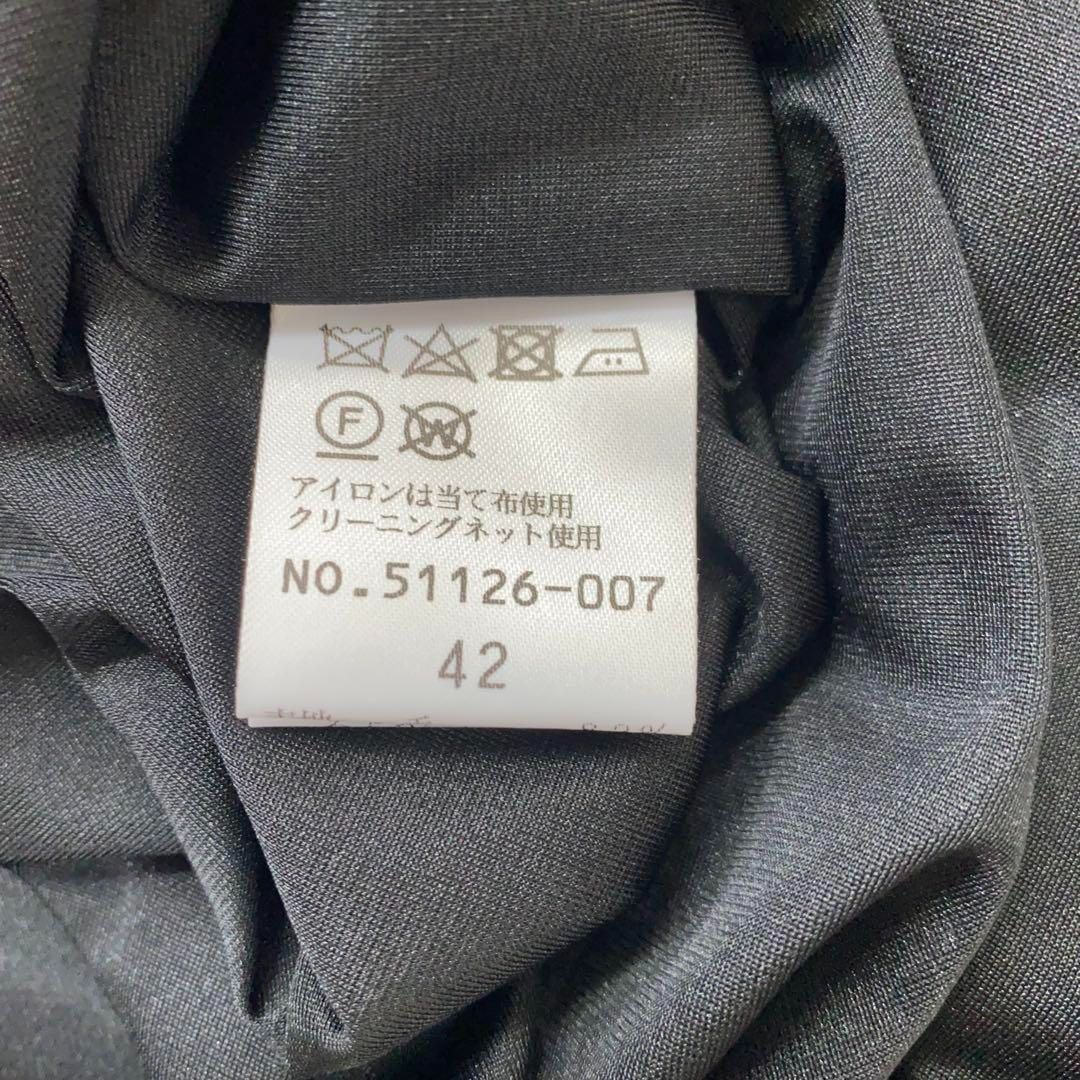 F W
アイロンは当て布使用
クリーニングネット使用
NO.51126-007
42